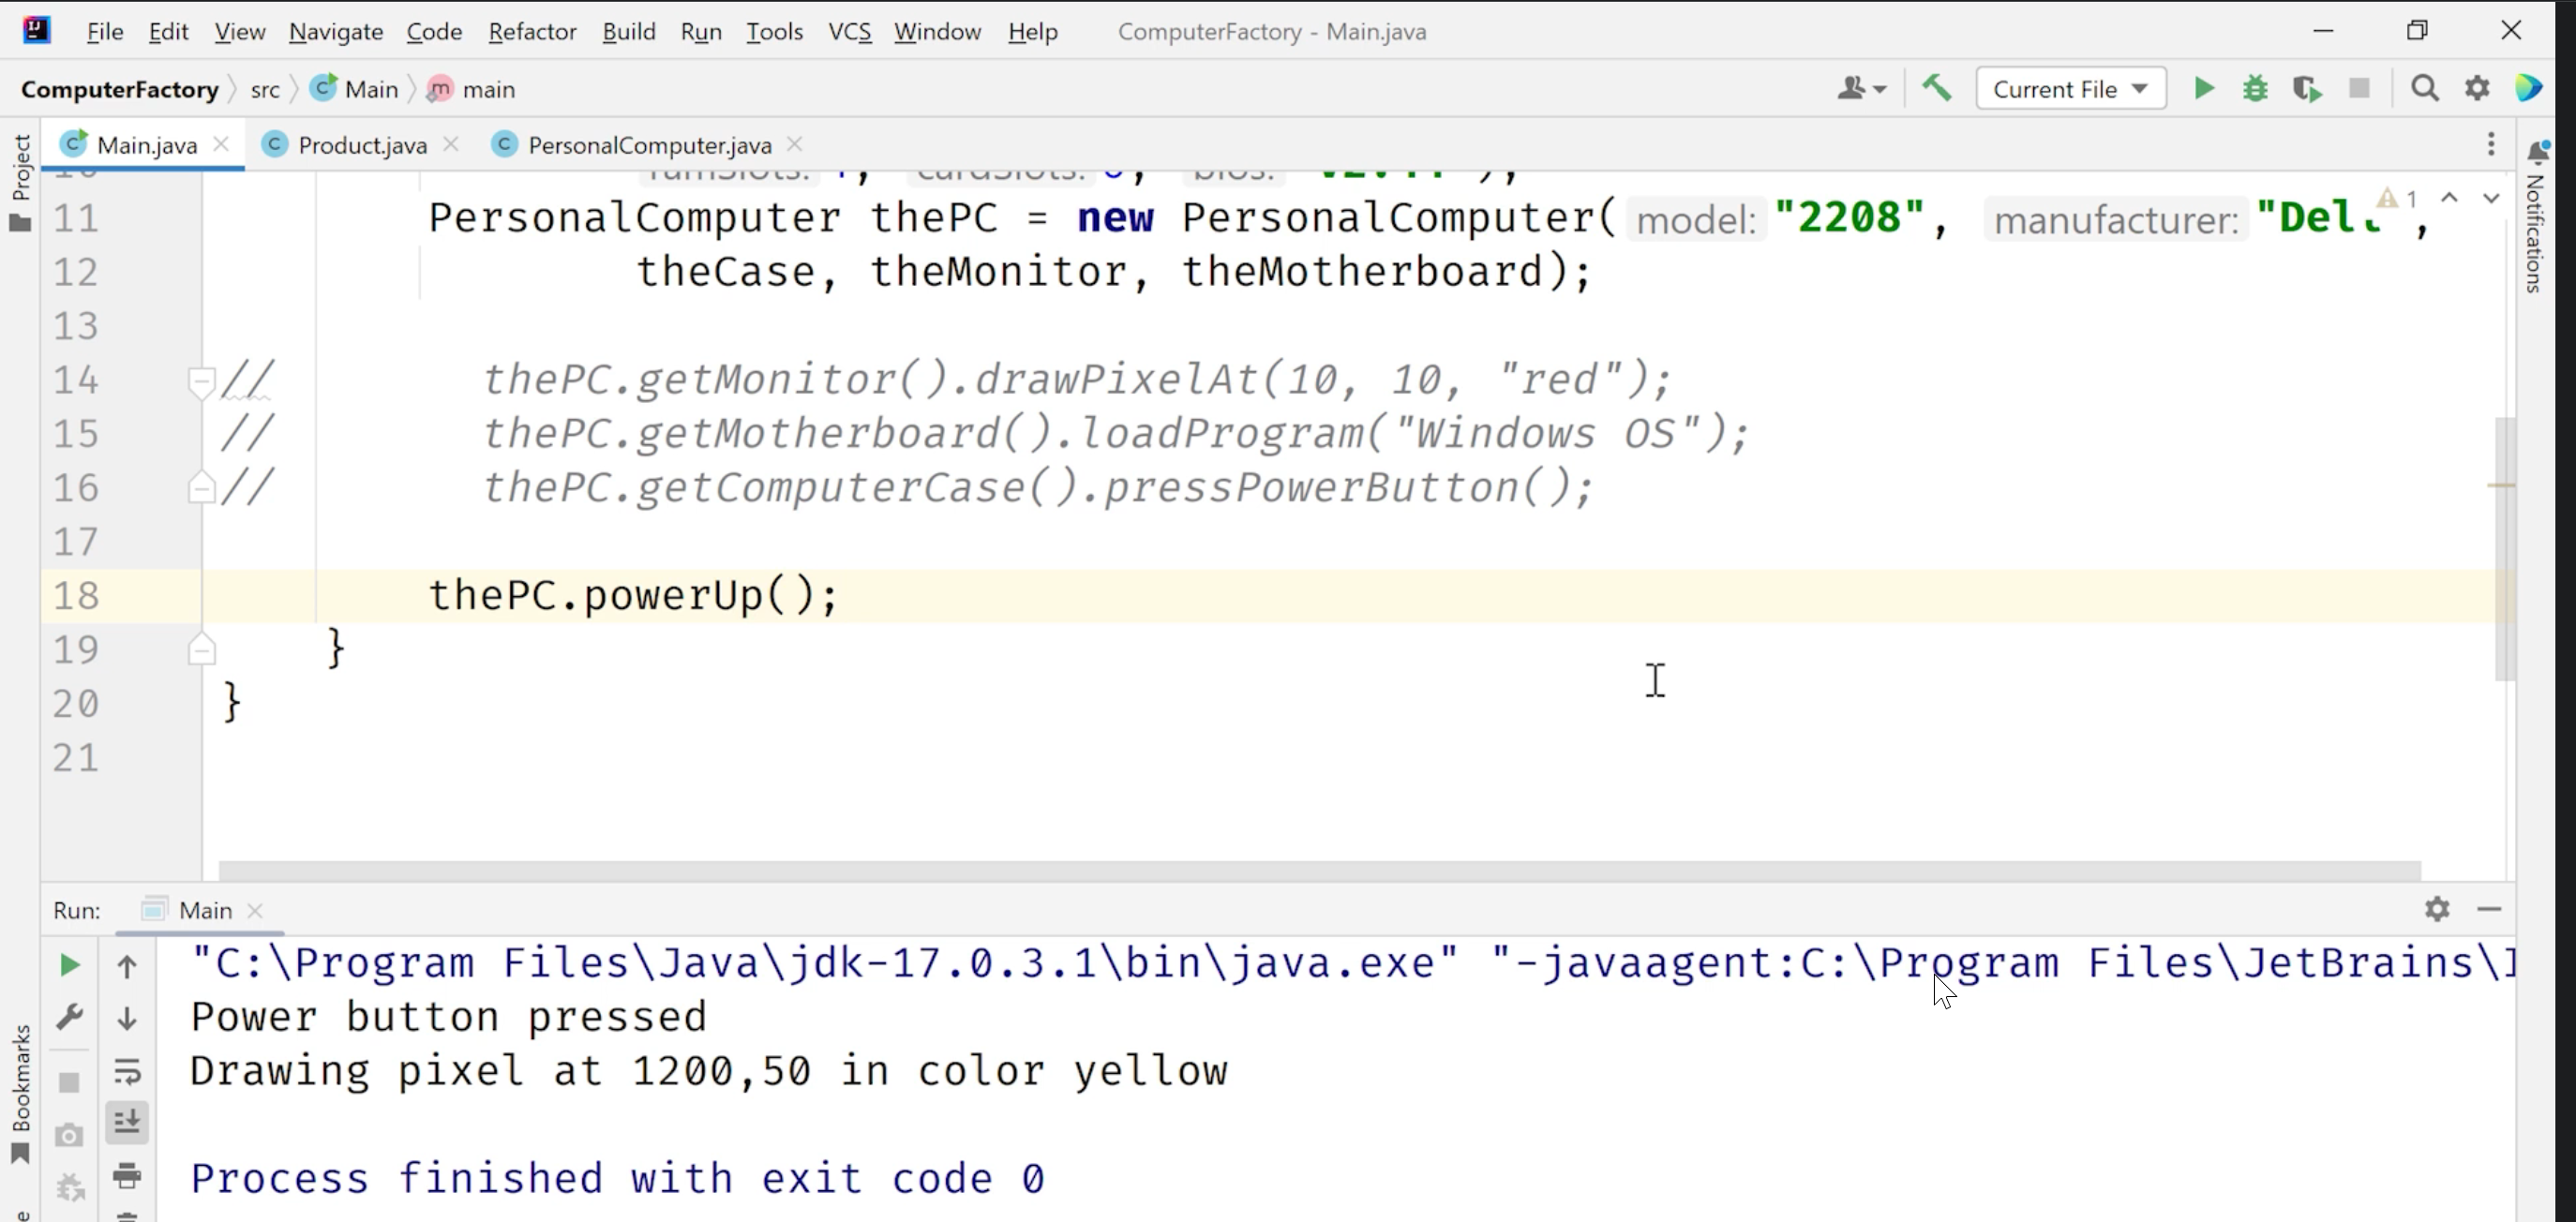 File Edit View Navigate Code Refactor Build Run Tools VCS Window Help ComputerFactory - Main.java
ComputerFactory src Main main Current File
Main.java Product.java PersonalComputer.java
Project
Notifications
11 PersonalComputer thePC = new PersonalComputer( model: "2208", manufacturer: "Dell", 1
12 theCase, theMonitor, theMotherboard);
13
14 // thePC.getMonitor().drawPixelAt(10, 10, "red");
15 // thePC.getMotherboard().loadProgram("Windows OS");
16 // thePC.getComputerCase().pressPowerButton();
17
18 thePC.powerUp();
19 }
20 }
21
Run: Main
"C:\Program Files\Java\jdk-17.0.3.1\bin\java.exe" "-javaagent:C:\Program Files\JetBrains\
Power button pressed
Drawing pixel at 1200,50 in color yellow
Process finished with exit code 0
Bookmarks